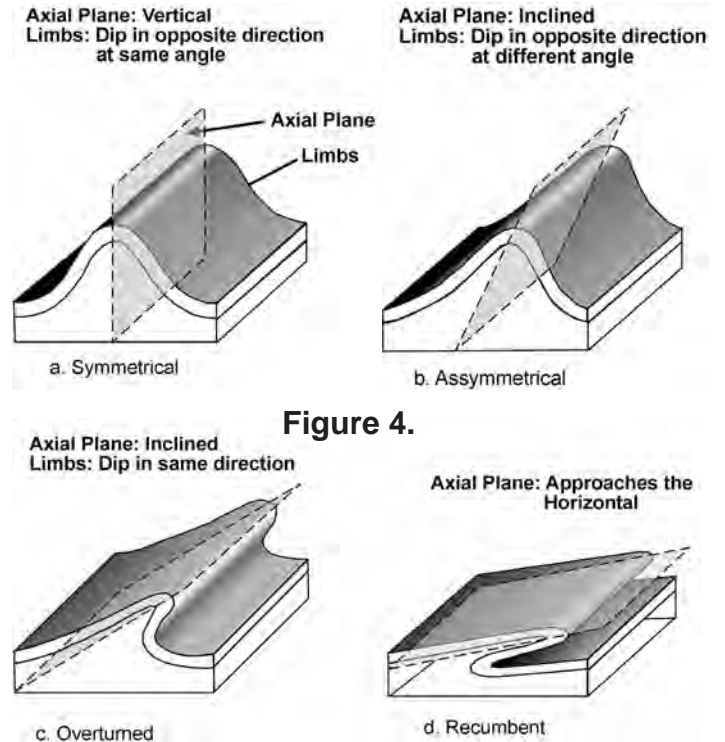 Axial Plane: Vertical
Limbs: Dip in opposite direction
at same angle
Axial Plane: Inclined
Limbs: Dip in opposite direction
at different angle
Axial Plane
Limbs
a. Symmetrical
b. Assymmetrical
Figure 4.
Axial Plane: Inclined
Limbs: Dip in same direction
Axial Plane: Approaches the
Horizontal
c. Overturned
d. Recumbent